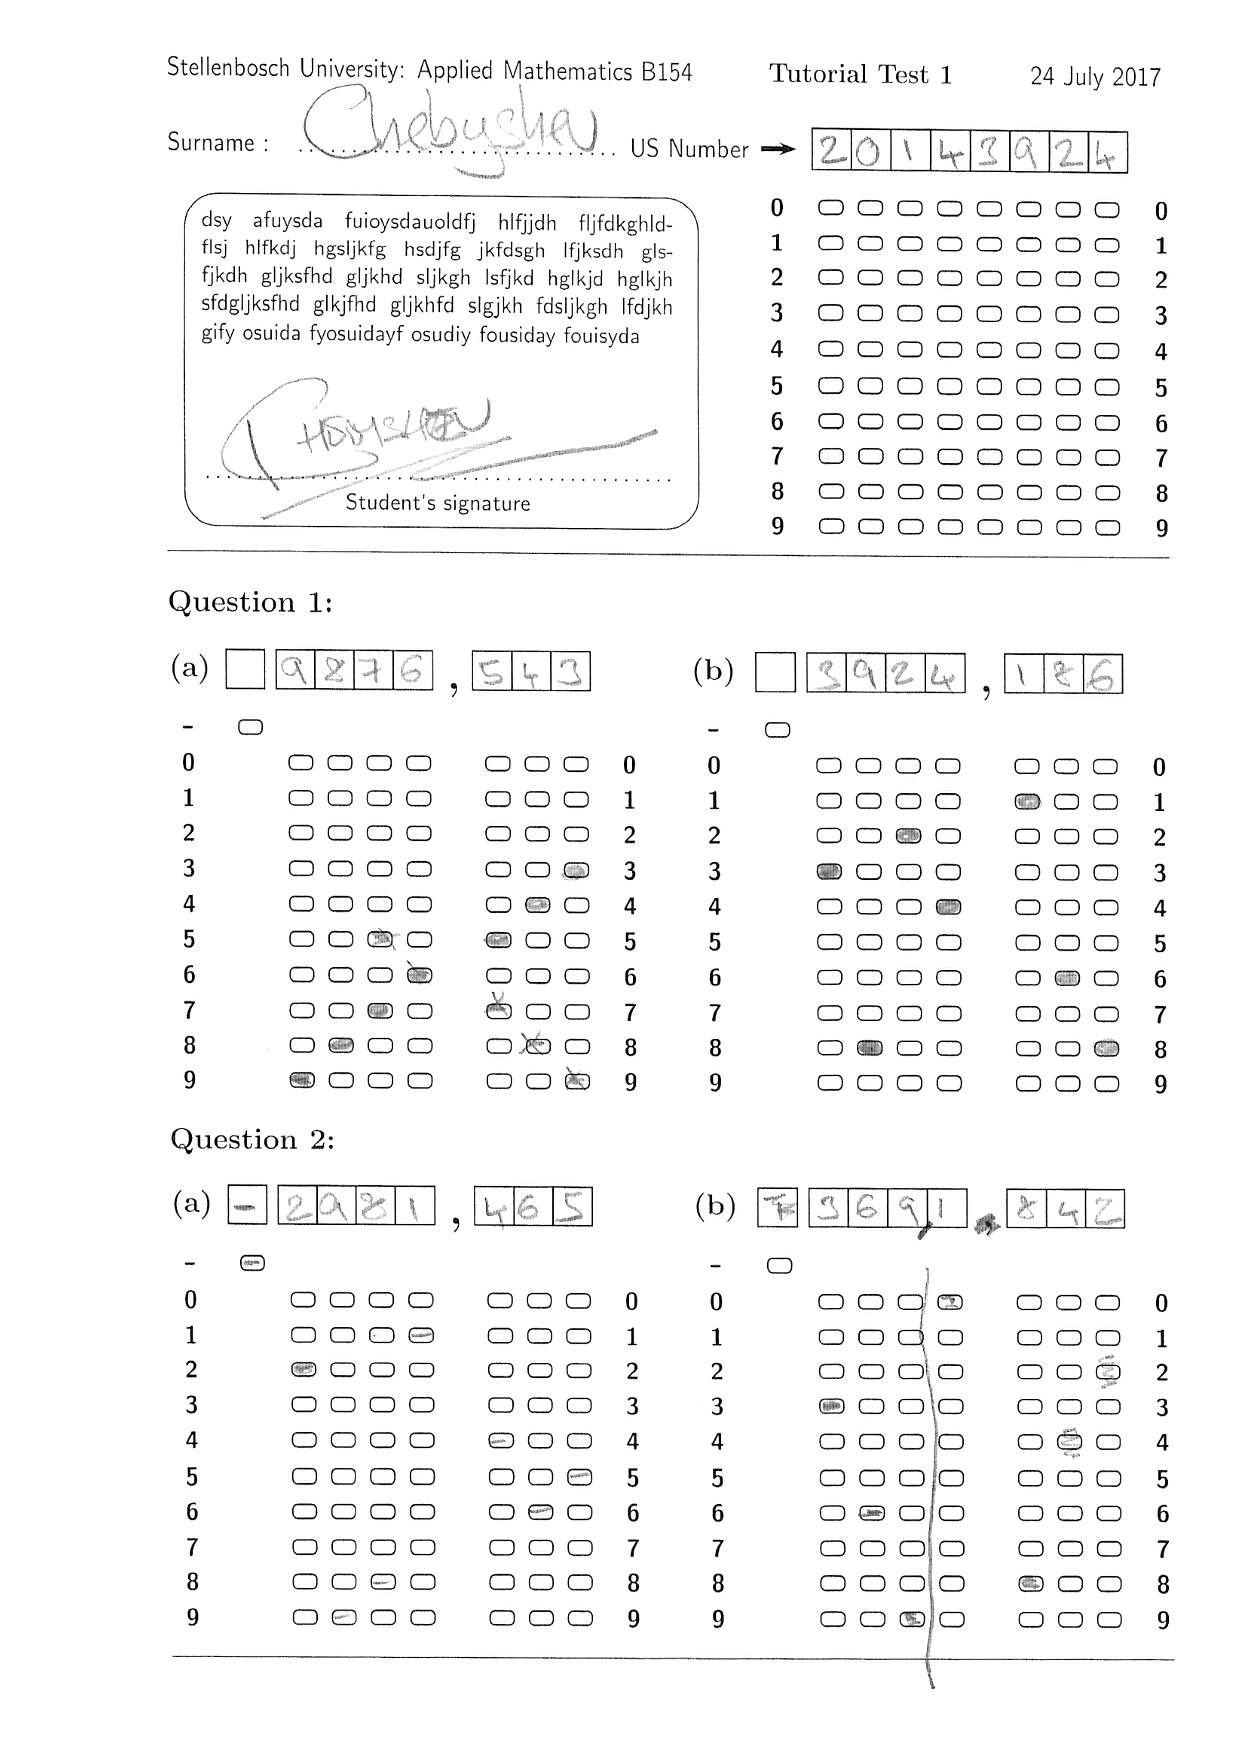 Stellenbosch University: Applied Mathematics B154 Tutorial Test 1 24 July 2017
Surname : Chebyshev US Number → 2 0 1 4 3 9 2 4
dsy afuysda fuioysdauoldfj hlfjjdh fljfdkghld-
flsj hlfkdj hgsljkfg hsdjfg jkfdsgh lfjksdh gls-
fjkdh gljksfhd gljkhd sljkgh lsfjkd hglkjd hglkjh
sfdgljksfhd glkjfhd gljkhfd slgjkh fdsljkgh lfdjkh
gify osuida fyosuidayf osudiy fousiday fouisyda
Student's signature
0 0
1 1
2 2
3 3
4 4
5 5
6 6
7 7
8 8
9 9
Question 1:
(a) 9 8 7 6 , 5 4 3 (b) 3 9 2 4 , 1 8 6
- -
0 0 0 0
1 1 1 1
2 2 2 2
3 3 3 3
4 4 4 4
5 5 5 5
6 6 6 6
7 7 7 7
8 8 8 8
9 9 9 9
Question 2:
(a) - 2 9 8 1 , 4 6 5 (b) 3 6 9 , 1 8 4 2
- -
0 0 0 0
1 1 1 1
2 2 2 2
3 3 3 3
4 4 4 4
5 5 5 5
6 6 6 6
7 7 7 7
8 8 8 8
9 9 9 9